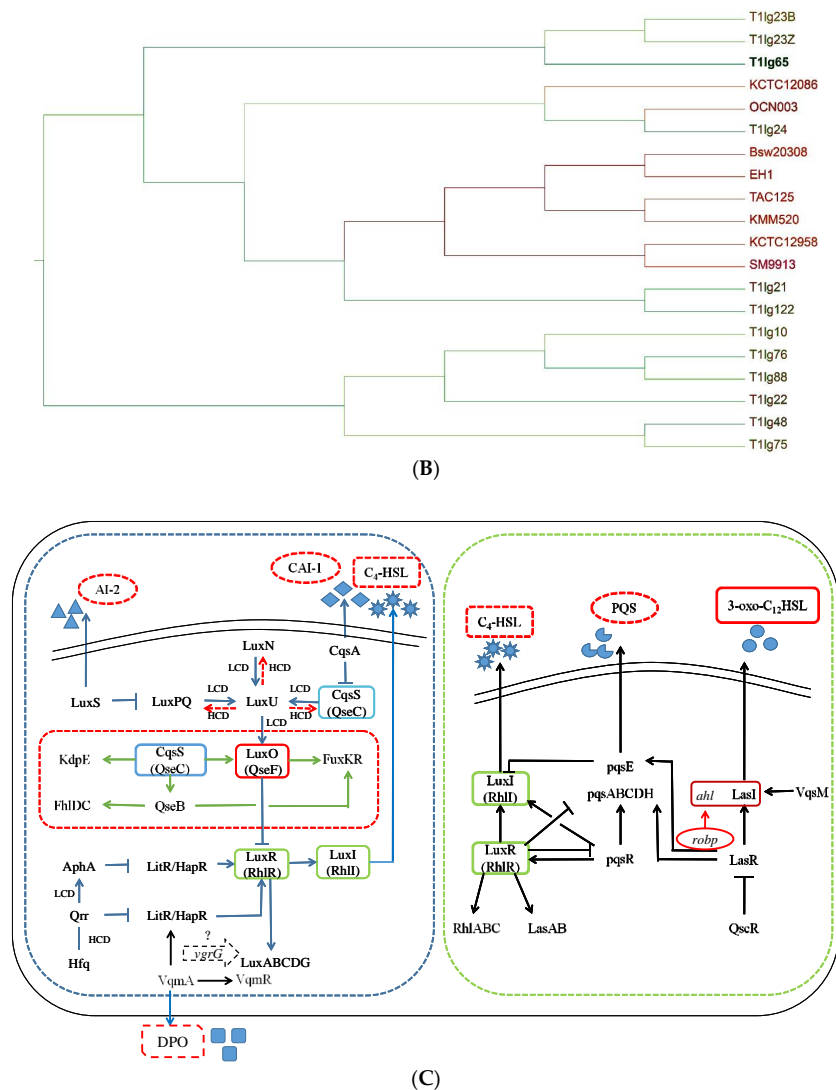 T1lg23B
T1lg23Z
T1lg65
KCTC12086
OCN003
T1lg24
Bsw20308
EH1
TAC125
KMM520
KCTC12958
SM9913
T1lg21
T1lg122
T1lg10
T1lg76
T1lg88
T1lg22
T1lg48
T1lg75
(B)
AI-2
CAI-1
C4-HSL
LuxN
LCD
HCD
CqsA
LuxS
LuxPQ
LCD
HCD
LuxU
LCD
HCD
CqsS
(QseC)
LCD
KdpE
CqsS
(QseC)
LuxO
(QseF)
FuxKR
FhlDC
QseB
AphA
LitR/HapR
LuxR
(RhlR)
LuxI
(RhlI)
LCD
Qrr
LitR/HapR
HCD
?
vgrG
LuxABCDG
Hfq
VqmA
VqmR
DPO
C4-HSL
PQS
3-oxo-C12HSL
pqsE
LuxI
(RhlI)
pqsABCDH
ahl
LasI
VqsM
robp
LuxR
(RhlR)
pqsR
LasR
RhlABC
LasAB
QscR
(C)